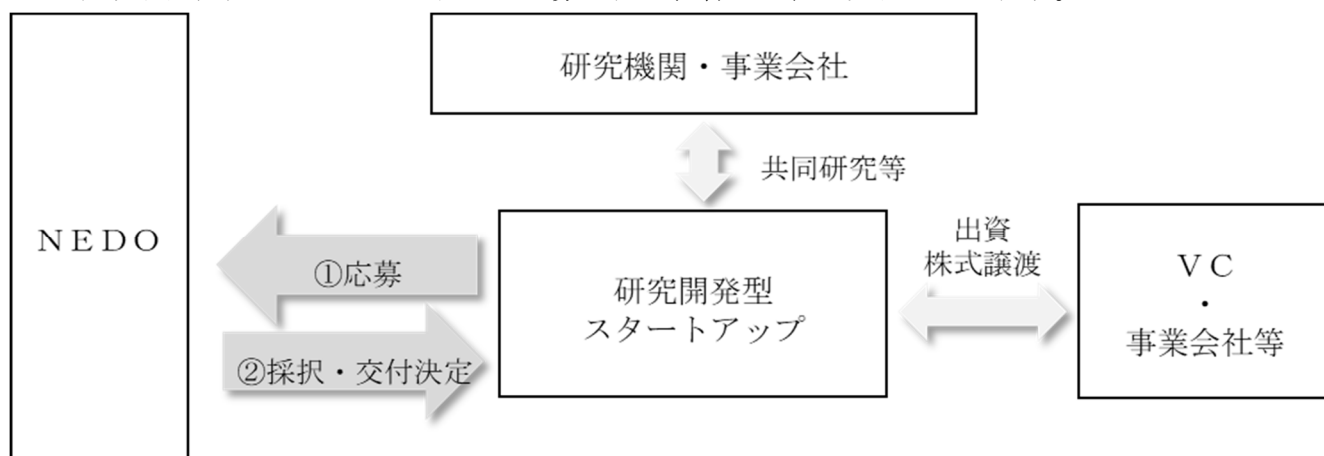 研究機関・事業会社
共同研究等
ＮＥＤＯ
①応募
②採択・交付決定
研究開発型
スタートアップ
出資
株式譲渡
ＶＣ
・
事業会社等